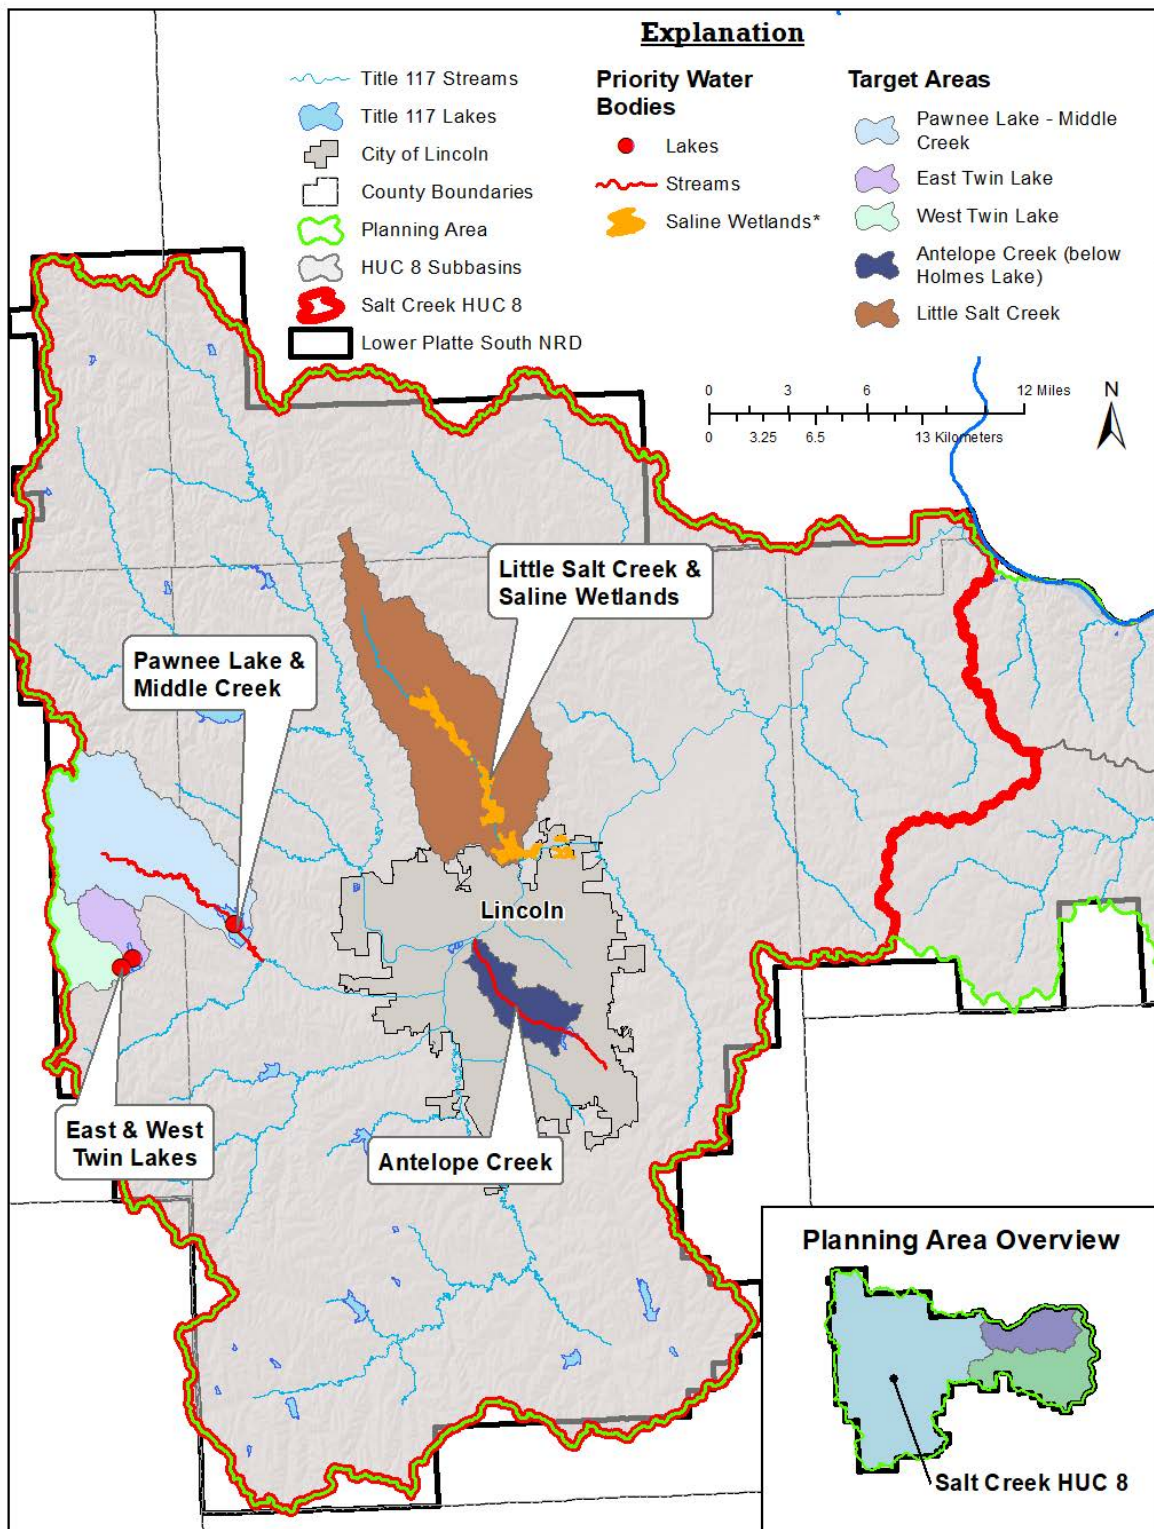 Explanation
Title 117 Streams
Title 117 Lakes
City of Lincoln
County Boundaries
Planning Area
HUC 8 Subbasins
Salt Creek HUC 8
Lower Platte South NRD
Priority Water
Bodies
Lakes
Streams
Saline Wetlands*
Target Areas
Pawnee Lake - Middle
Creek
East Twin Lake
West Twin Lake
Antelope Creek (below
Holmes Lake)
Little Salt Creek
0 3 6 12 Miles
0 3.25 6.5 13 Kilometers
N
Little Salt Creek &
Saline Wetlands
Pawnee Lake &
Middle Creek
Lincoln
East & West
Twin Lakes
Antelope Creek
Planning Area Overview
Salt Creek HUC 8